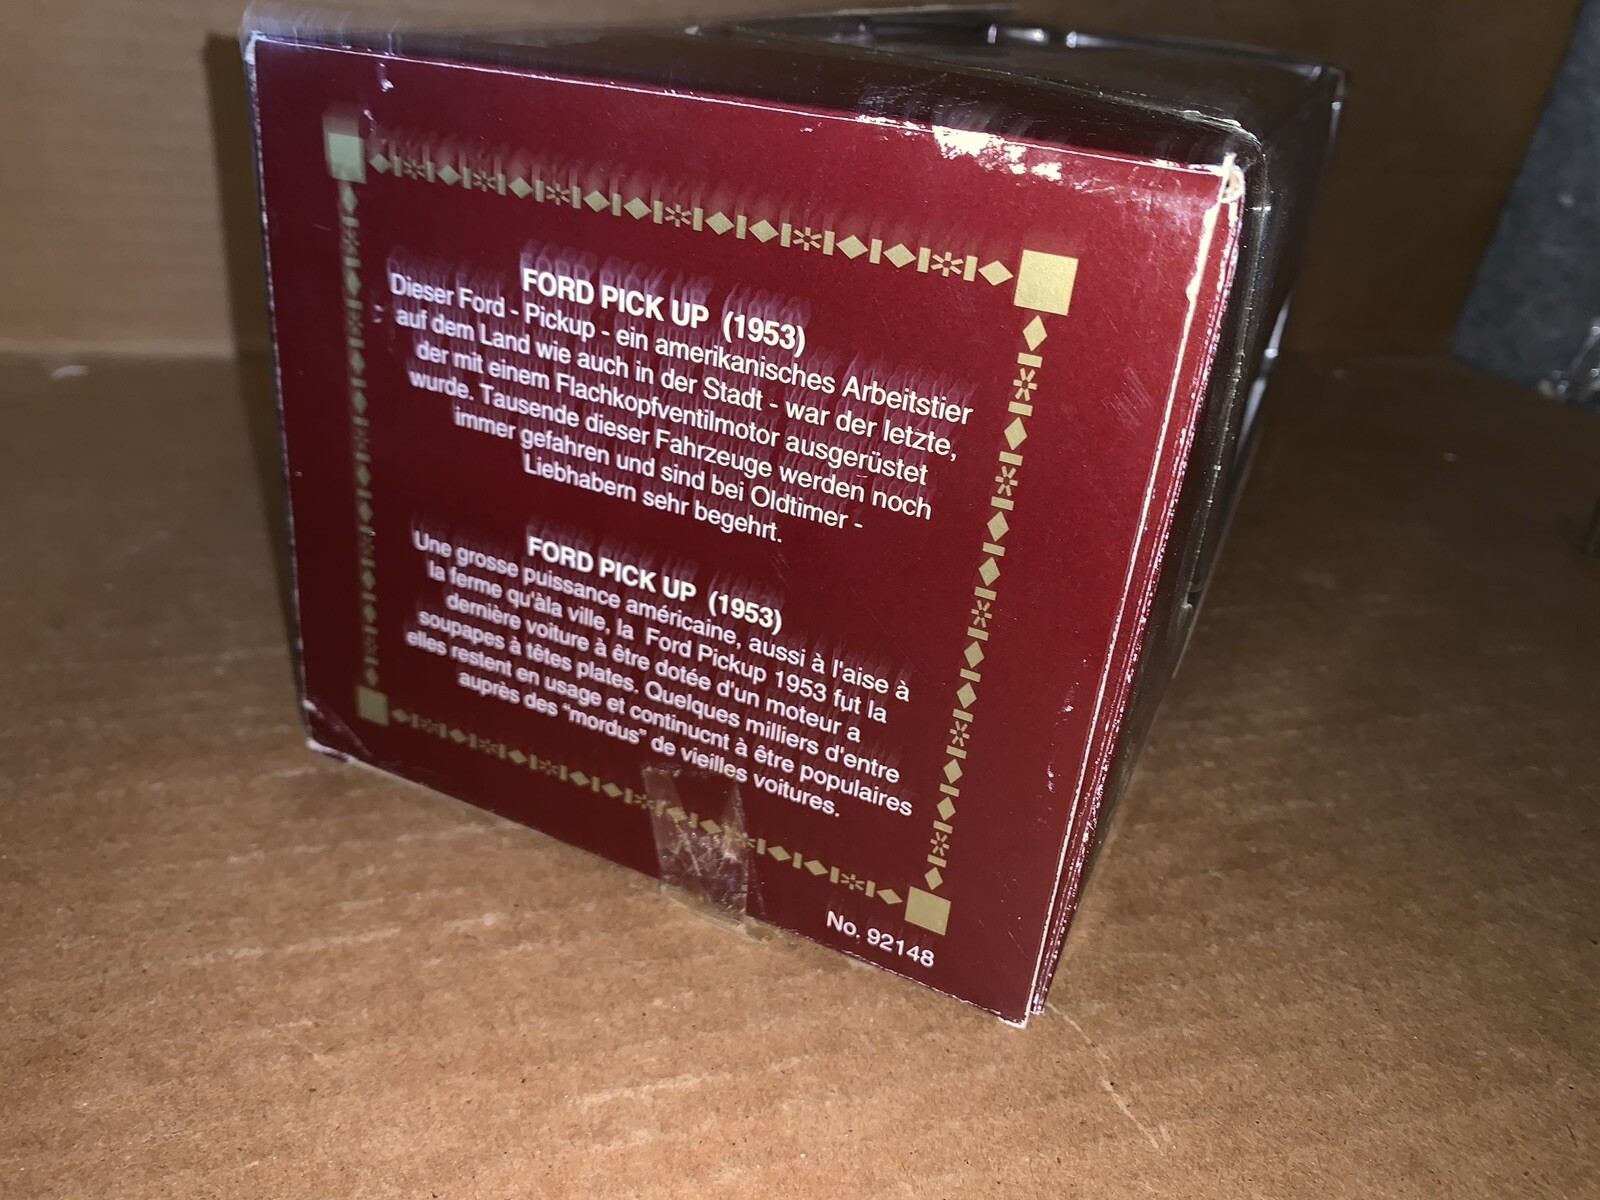 FORD PICK UP (1953)
Dieser Ford - Pickup - ein amerikanisches Arbeitstier
auf dem Land wie auch in der Stadt - war der letzte,
der mit einem Flachkopfventilmotor ausgerüstet
wurde. Tausende dieser Fahrzeuge werden noch
immer gefahren und sind bei Oldtimer -
Liebhabern sehr begehrt.
FORD PICK UP (1953)
Une grosse puissance américaine, aussi à l'aise à
la ferme qu'àla ville, la Ford Pickup 1953 fut la
dernière voiture à être dotée d'un moteur a
soupapes à têtes plates. Quelques milliers d'entre
elles restent en usage et continucnt à être populaires
auprès des “mordus” de vieilles voitures.
No. 92148